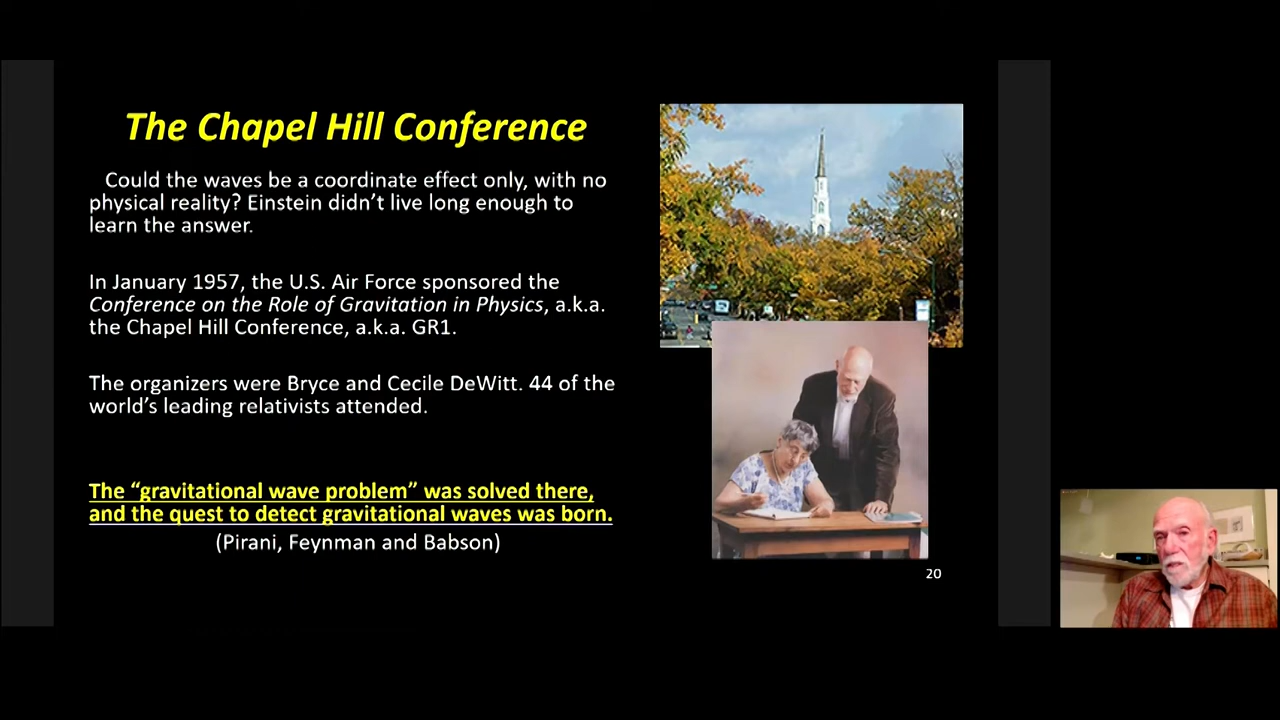 The Chapel Hill Conference
Could the waves be a coordinate effect only, with no
physical reality? Einstein didn’t live long enough to
learn the answer.
In January 1957, the U.S. Air Force sponsored the
Conference on the Role of Gravitation in Physics, a.k.a.
the Chapel Hill Conference, a.k.a. GR1.
The organizers were Bryce and Cecile DeWitt. 44 of the
world’s leading relativists attended.
The “gravitational wave problem” was solved there,
and the quest to detect gravitational waves was born.
(Pirani, Feynman and Babson)
20